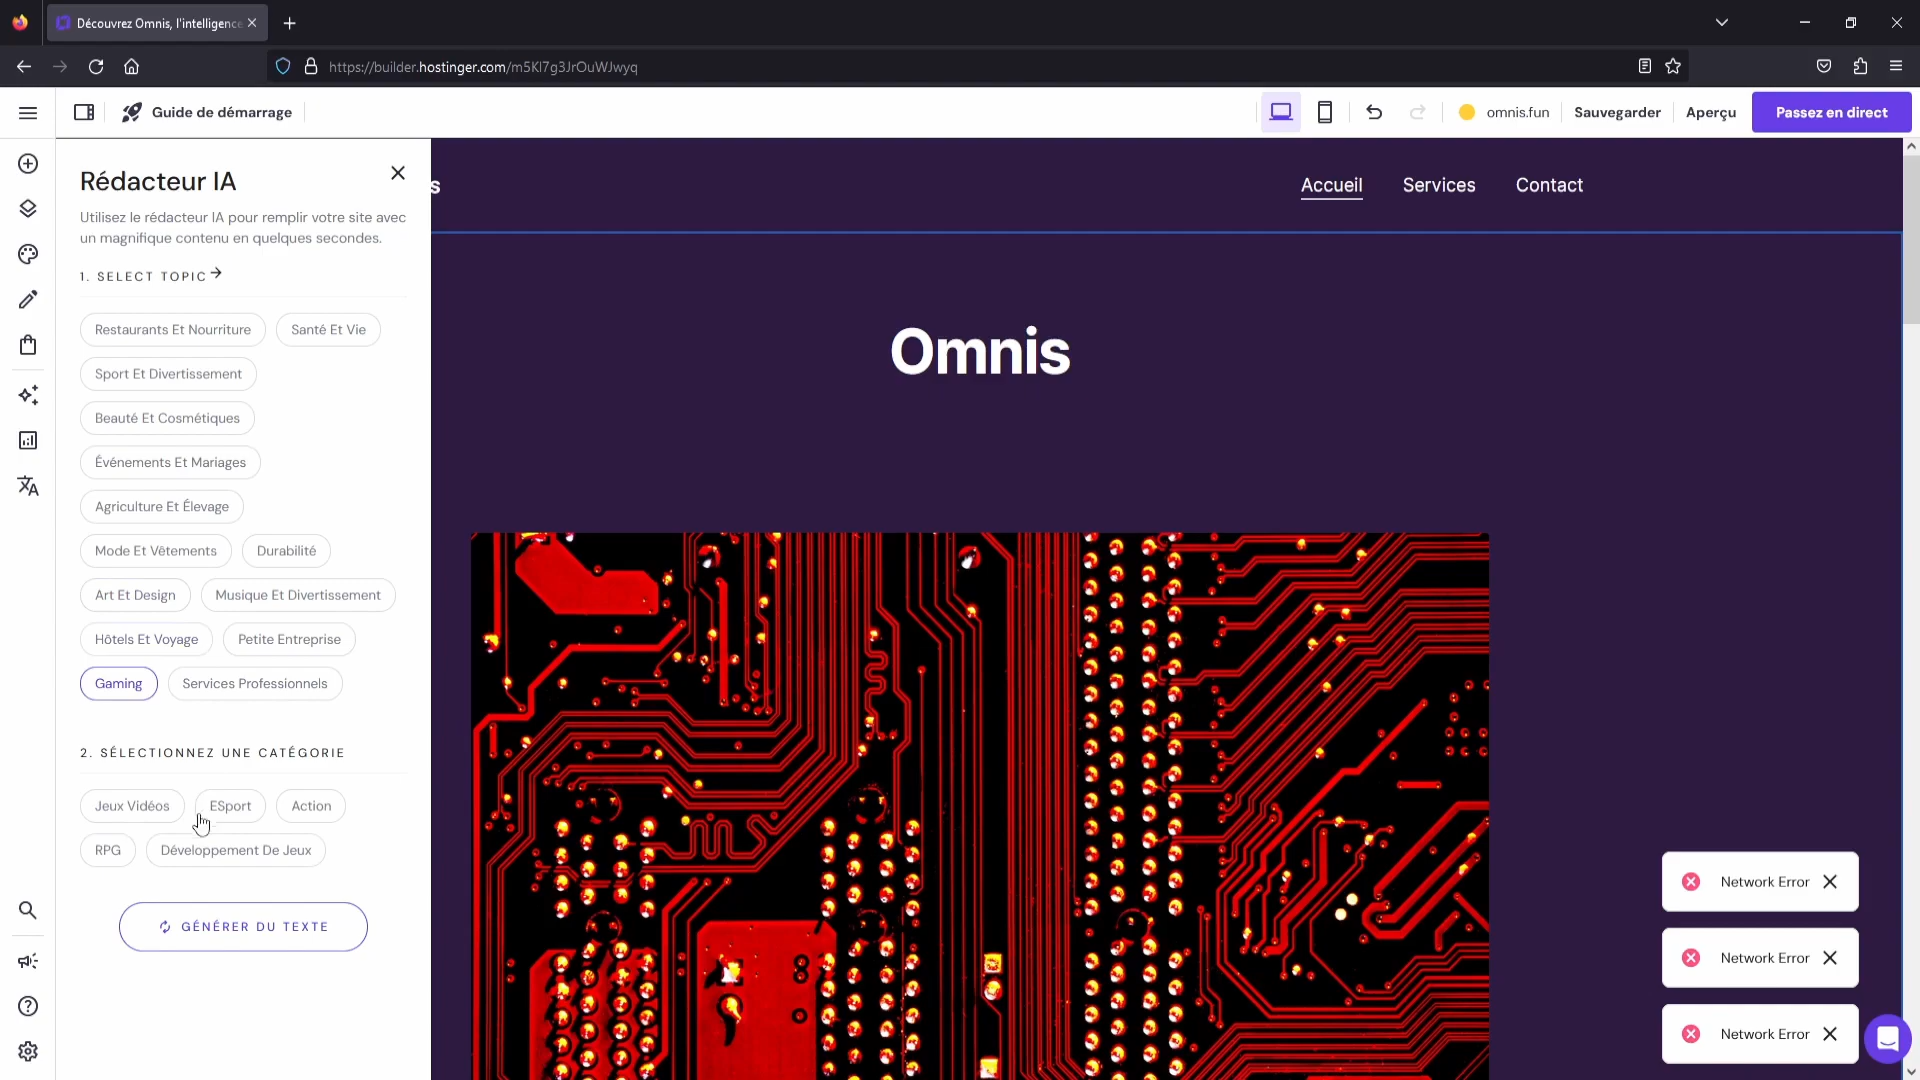 Découvrez Omnis, l'intelligence
https://builder.hostinger.com/m5Kl7g3JrOuWJwyq
Guide de démarrage
omnis.fun
Sauvegarder
Aperçu
Passez en direct
Rédacteur IA
Utilisez le rédacteur IA pour remplir votre site avec
un magnifique contenu en quelques secondes.
1. SELECT TOPIC
Restaurants Et Nourriture
Santé Et Vie
Sport Et Divertissement
Beauté Et Cosmétiques
Événements Et Mariages
Agriculture Et Élevage
Mode Et Vêtements
Durabilité
Art Et Design
Musique Et Divertissement
Hôtels Et Voyage
Petite Entreprise
Gaming
Services Professionnels
2. SÉLECTIONNEZ UNE CATÉGORIE
Jeux Vidéos
ESport
Action
RPG
Développement De Jeux
GÉNÉRER DU TEXTE
s
Accueil
Services
Contact
Omnis
Network Error
Network Error
Network Error